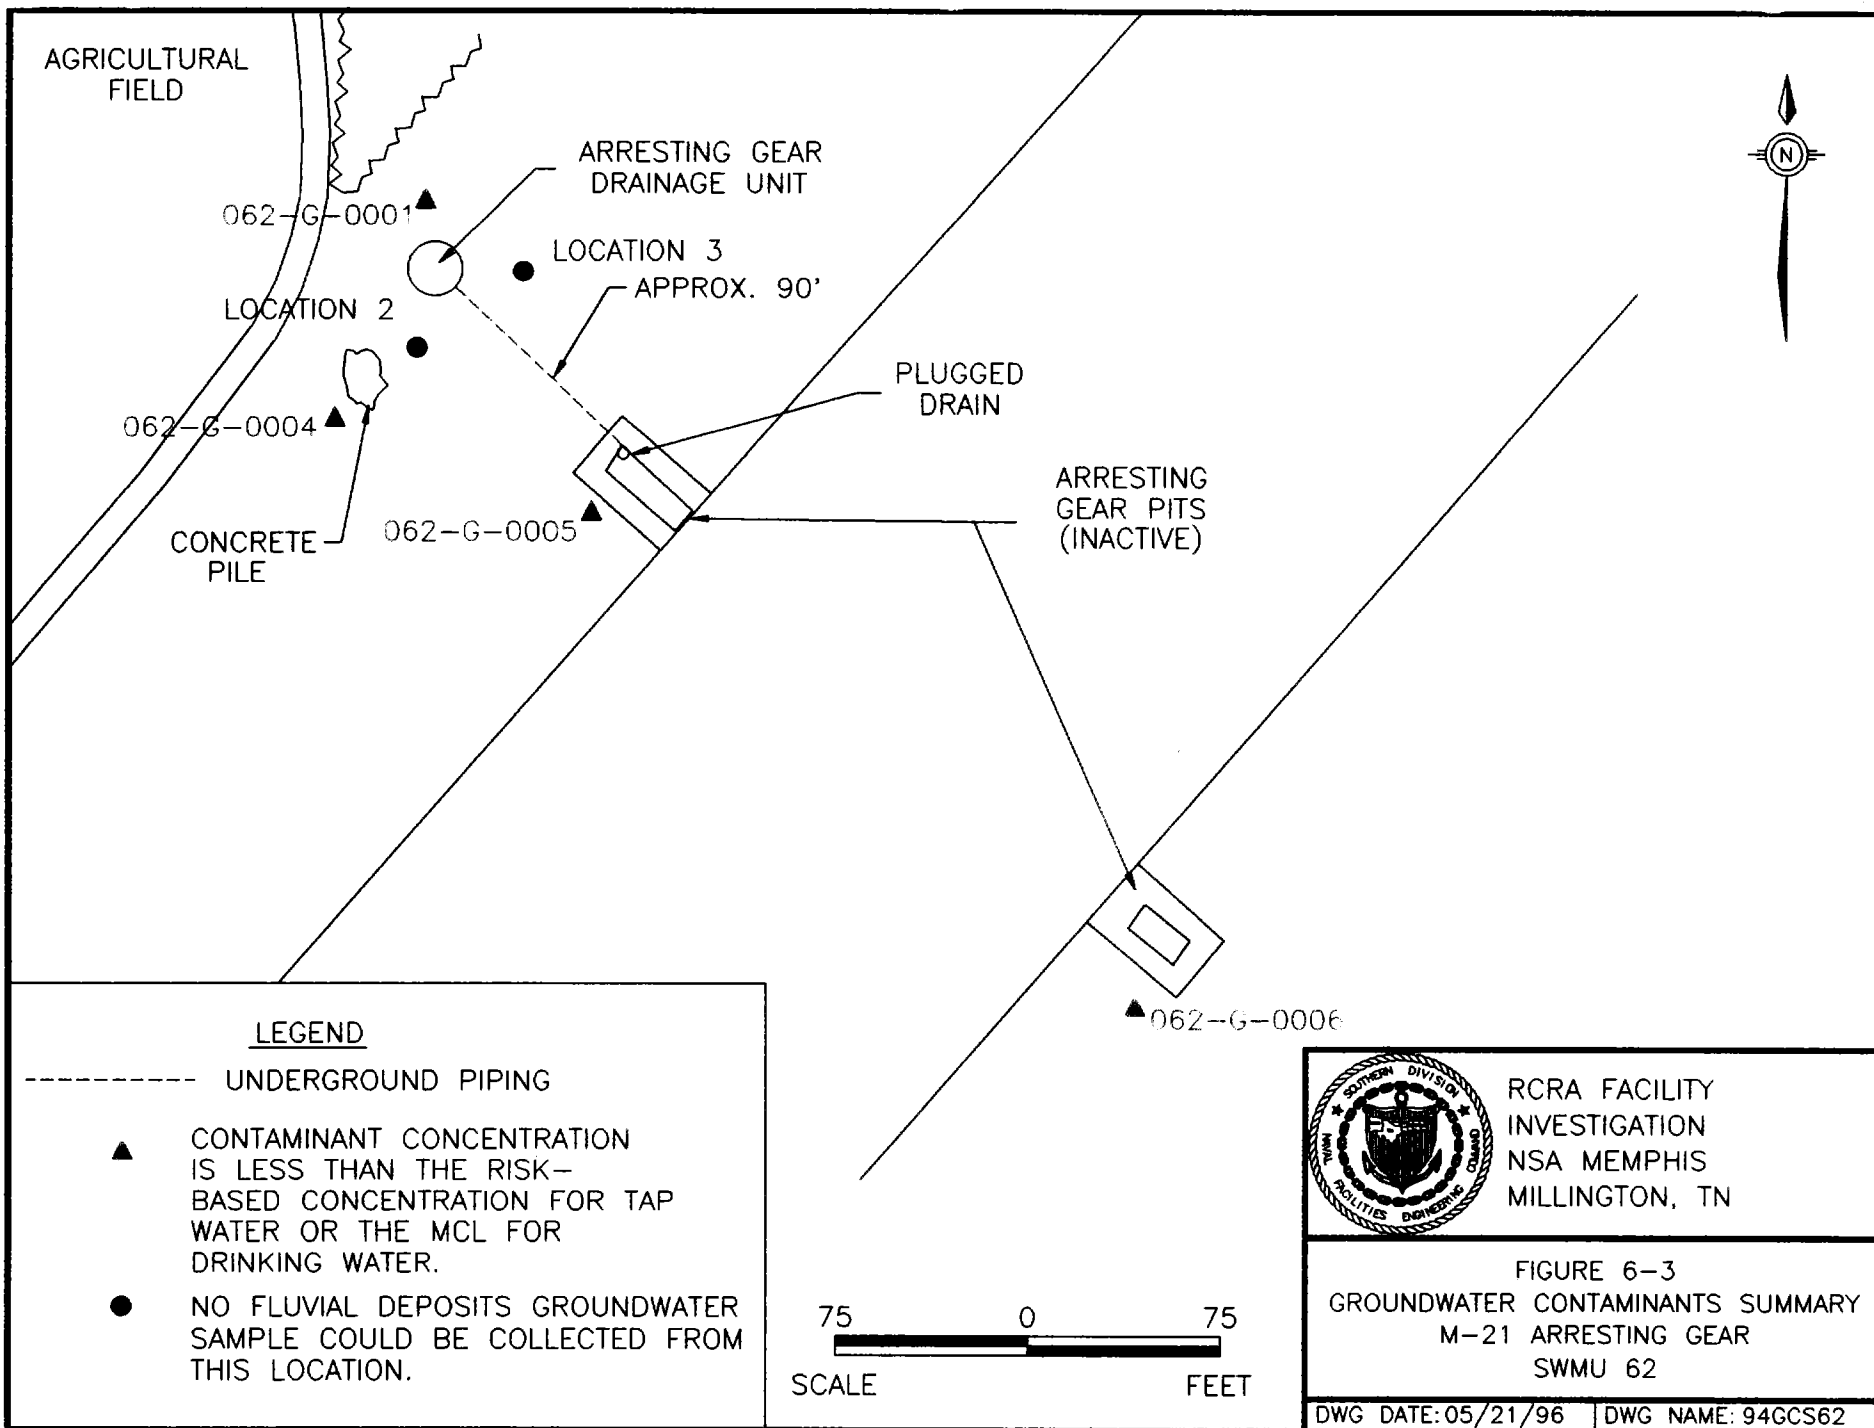 AGRICULTURAL
FIELD
ARRESTING GEAR
DRAINAGE UNIT
062-G-0001
LOCATION 3
APPROX. 90'
LOCATION 2
PLUGGED
DRAIN
062-G-0004
ARRESTING
GEAR PITS
(INACTIVE)
062-G-0005
CONCRETE
PILE
062-G-0006
N
LEGEND
UNDERGROUND PIPING
CONTAMINANT CONCENTRATION
IS LESS THAN THE RISK-
BASED CONCENTRATION FOR TAP
WATER OR THE MCL FOR
DRINKING WATER.
NO FLUVIAL DEPOSITS GROUNDWATER
SAMPLE COULD BE COLLECTED FROM
THIS LOCATION.
75 0 75
SCALE FEET
SOUTHERN DIVISION
NAVAL FACILITIES ENGINEERING COMMAND
RCRA FACILITY
INVESTIGATION
NSA MEMPHIS
MILLINGTON, TN
FIGURE 6-3
GROUNDWATER CONTAMINANTS SUMMARY
M-21 ARRESTING GEAR
SWMU 62
DWG DATE: 05/21/96 DWG NAME: 94GCS62